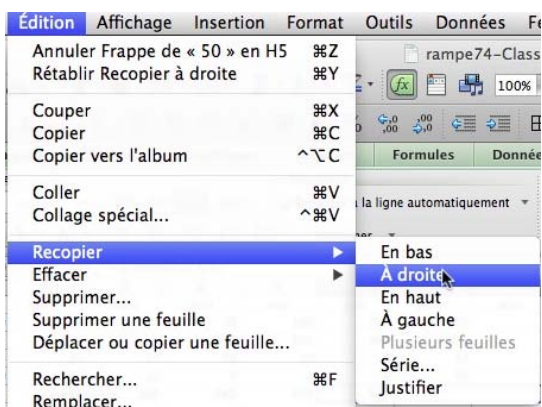 Édition Affichage Insertion Format Outils Données
Annuler Frappe de « 50 » en H5 ⌘Z
rampe74-Class
Rétablir Recopier à droite ⌘Y
100%
Couper ⌘X
Copier ⌘C
Copier vers l'album ^⌥C
Formules Donnée
Coller ⌘V
la ligne automatiquement
Collage spécial... ^⌘V
Recopier
En bas
Effacer
À droite
Supprimer...
En haut
Supprimer une feuille
À gauche
Déplacer ou copier une feuille...
Plusieurs feuilles
Série...
Rechercher... ⌘F
Justifier
Remplacer...